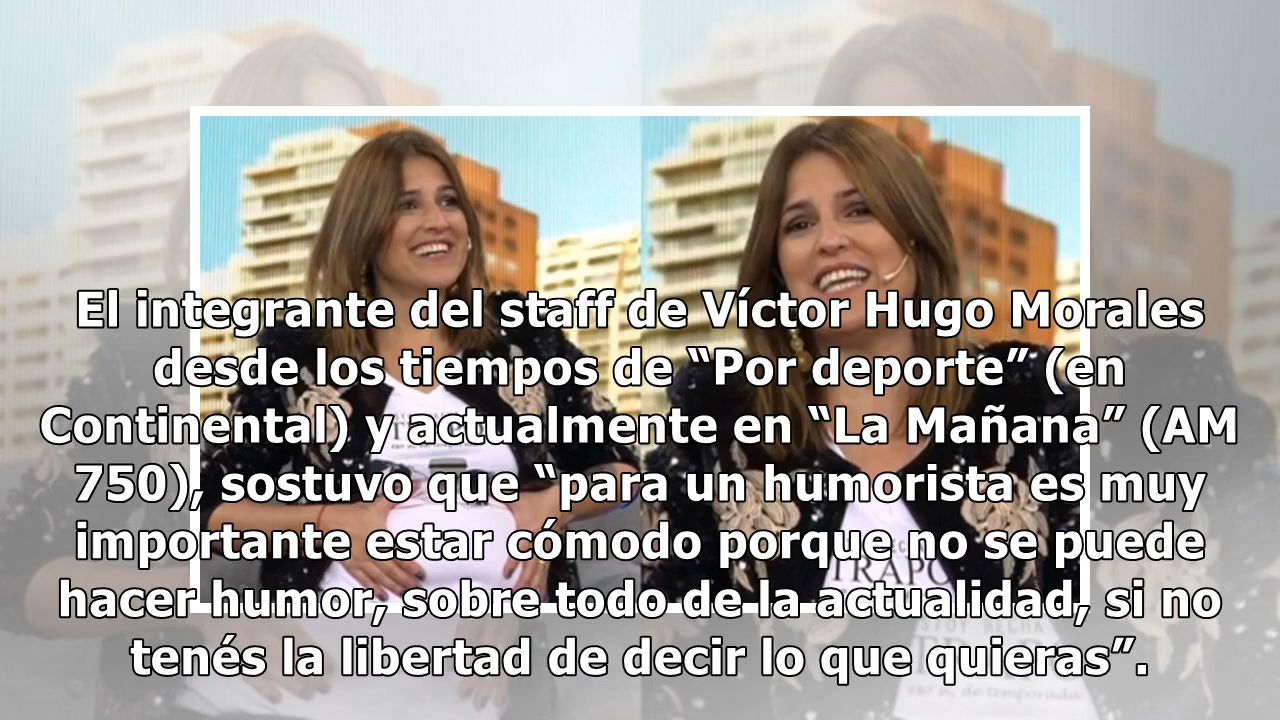 El integrante del staff de Víctor Hugo Morales
desde los tiempos de “Por deporte” (en
Continental) y actualmente en “La Mañana” (AM
750), sostuvo que “para un humorista es muy
importante estar cómodo porque no se puede
hacer humor, sobre todo de la actualidad, si no
tenés la libertad de decir lo que quieras”.